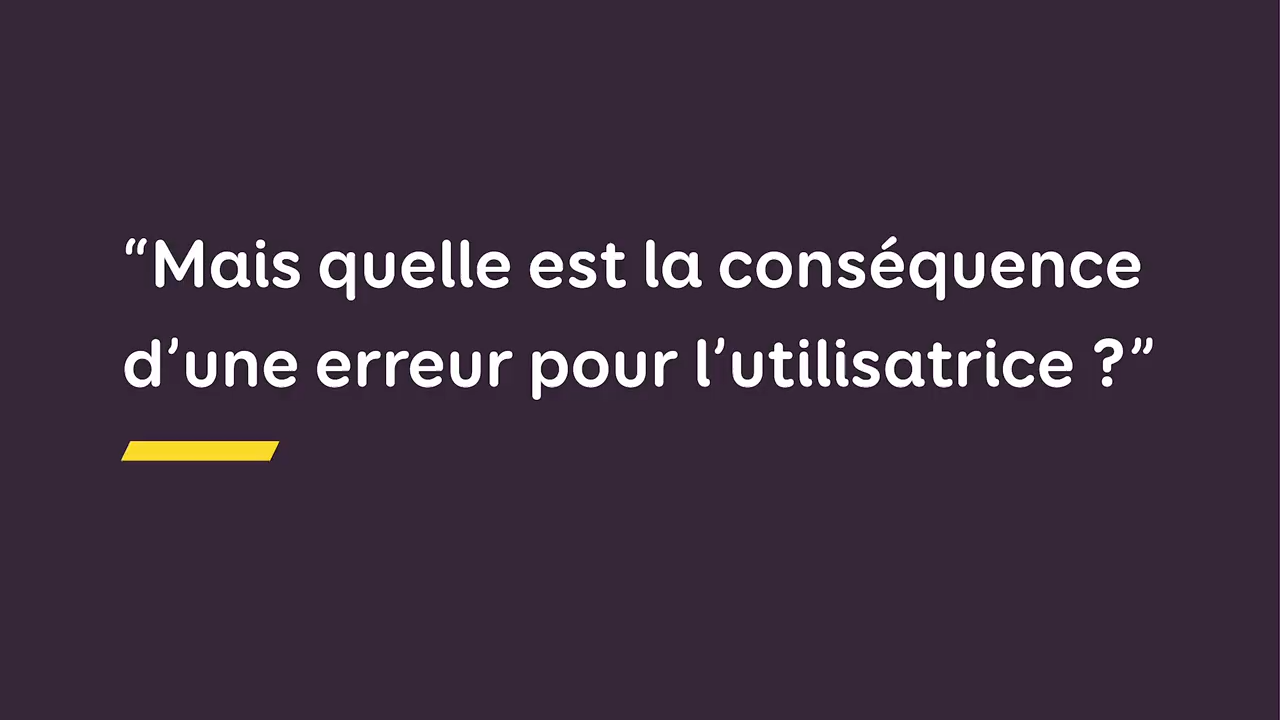 “Mais quelle est la conséquence
d’une erreur pour l’utilisatrice ?”